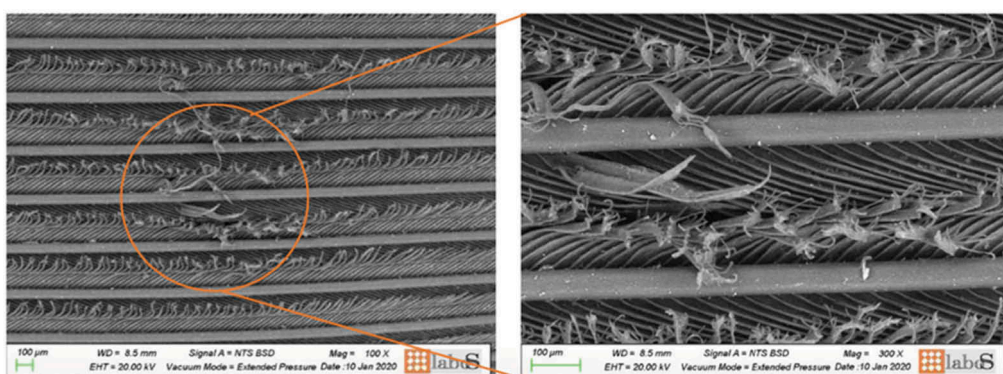 100 µm WD = 8.5 mm Signal A = NTS BSD Mag = 100 X
EHT = 20.00 kV Vacuum Mode = Extended Pressure Date :10 Jan 2020
laboS
100 µm WD = 8.5 mm Signal A = NTS BSD Mag = 300 X
EHT = 20.00 kV Vacuum Mode = Extended Pressure Date :10 Jan 2020
laboS